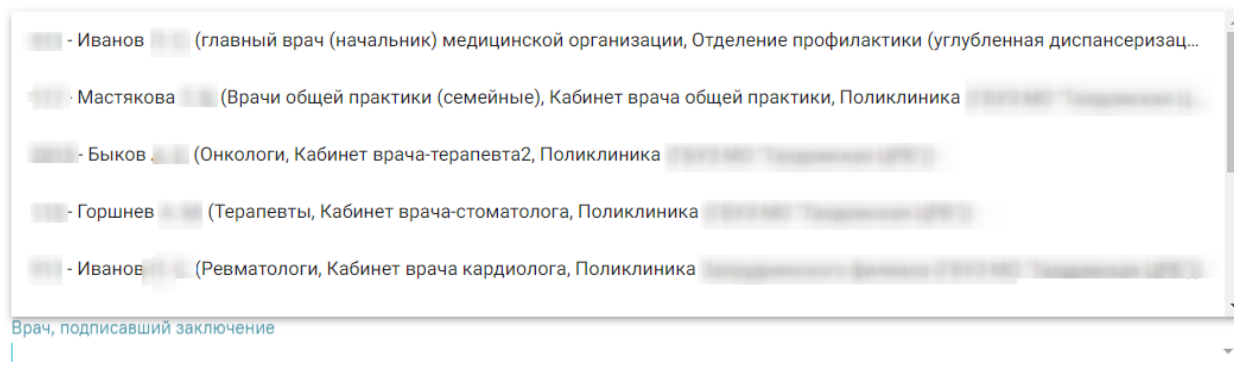 - Иванов (главный врач (начальник) медицинской организации, Отделение профилактики (углубленная диспансеризац...
- Мастякова (Врачи общей практики (семейные), Кабинет врача общей практики, Поликлиника
- Быков (Онкологи, Кабинет врача-терапевта2, Поликлиника
- Горшнев (Терапевты, Кабинет врача-стоматолога, Поликлиника
- Иванов (Ревматологи, Кабинет врача кардиолога, Поликлиника
Врач, подписавший заключение